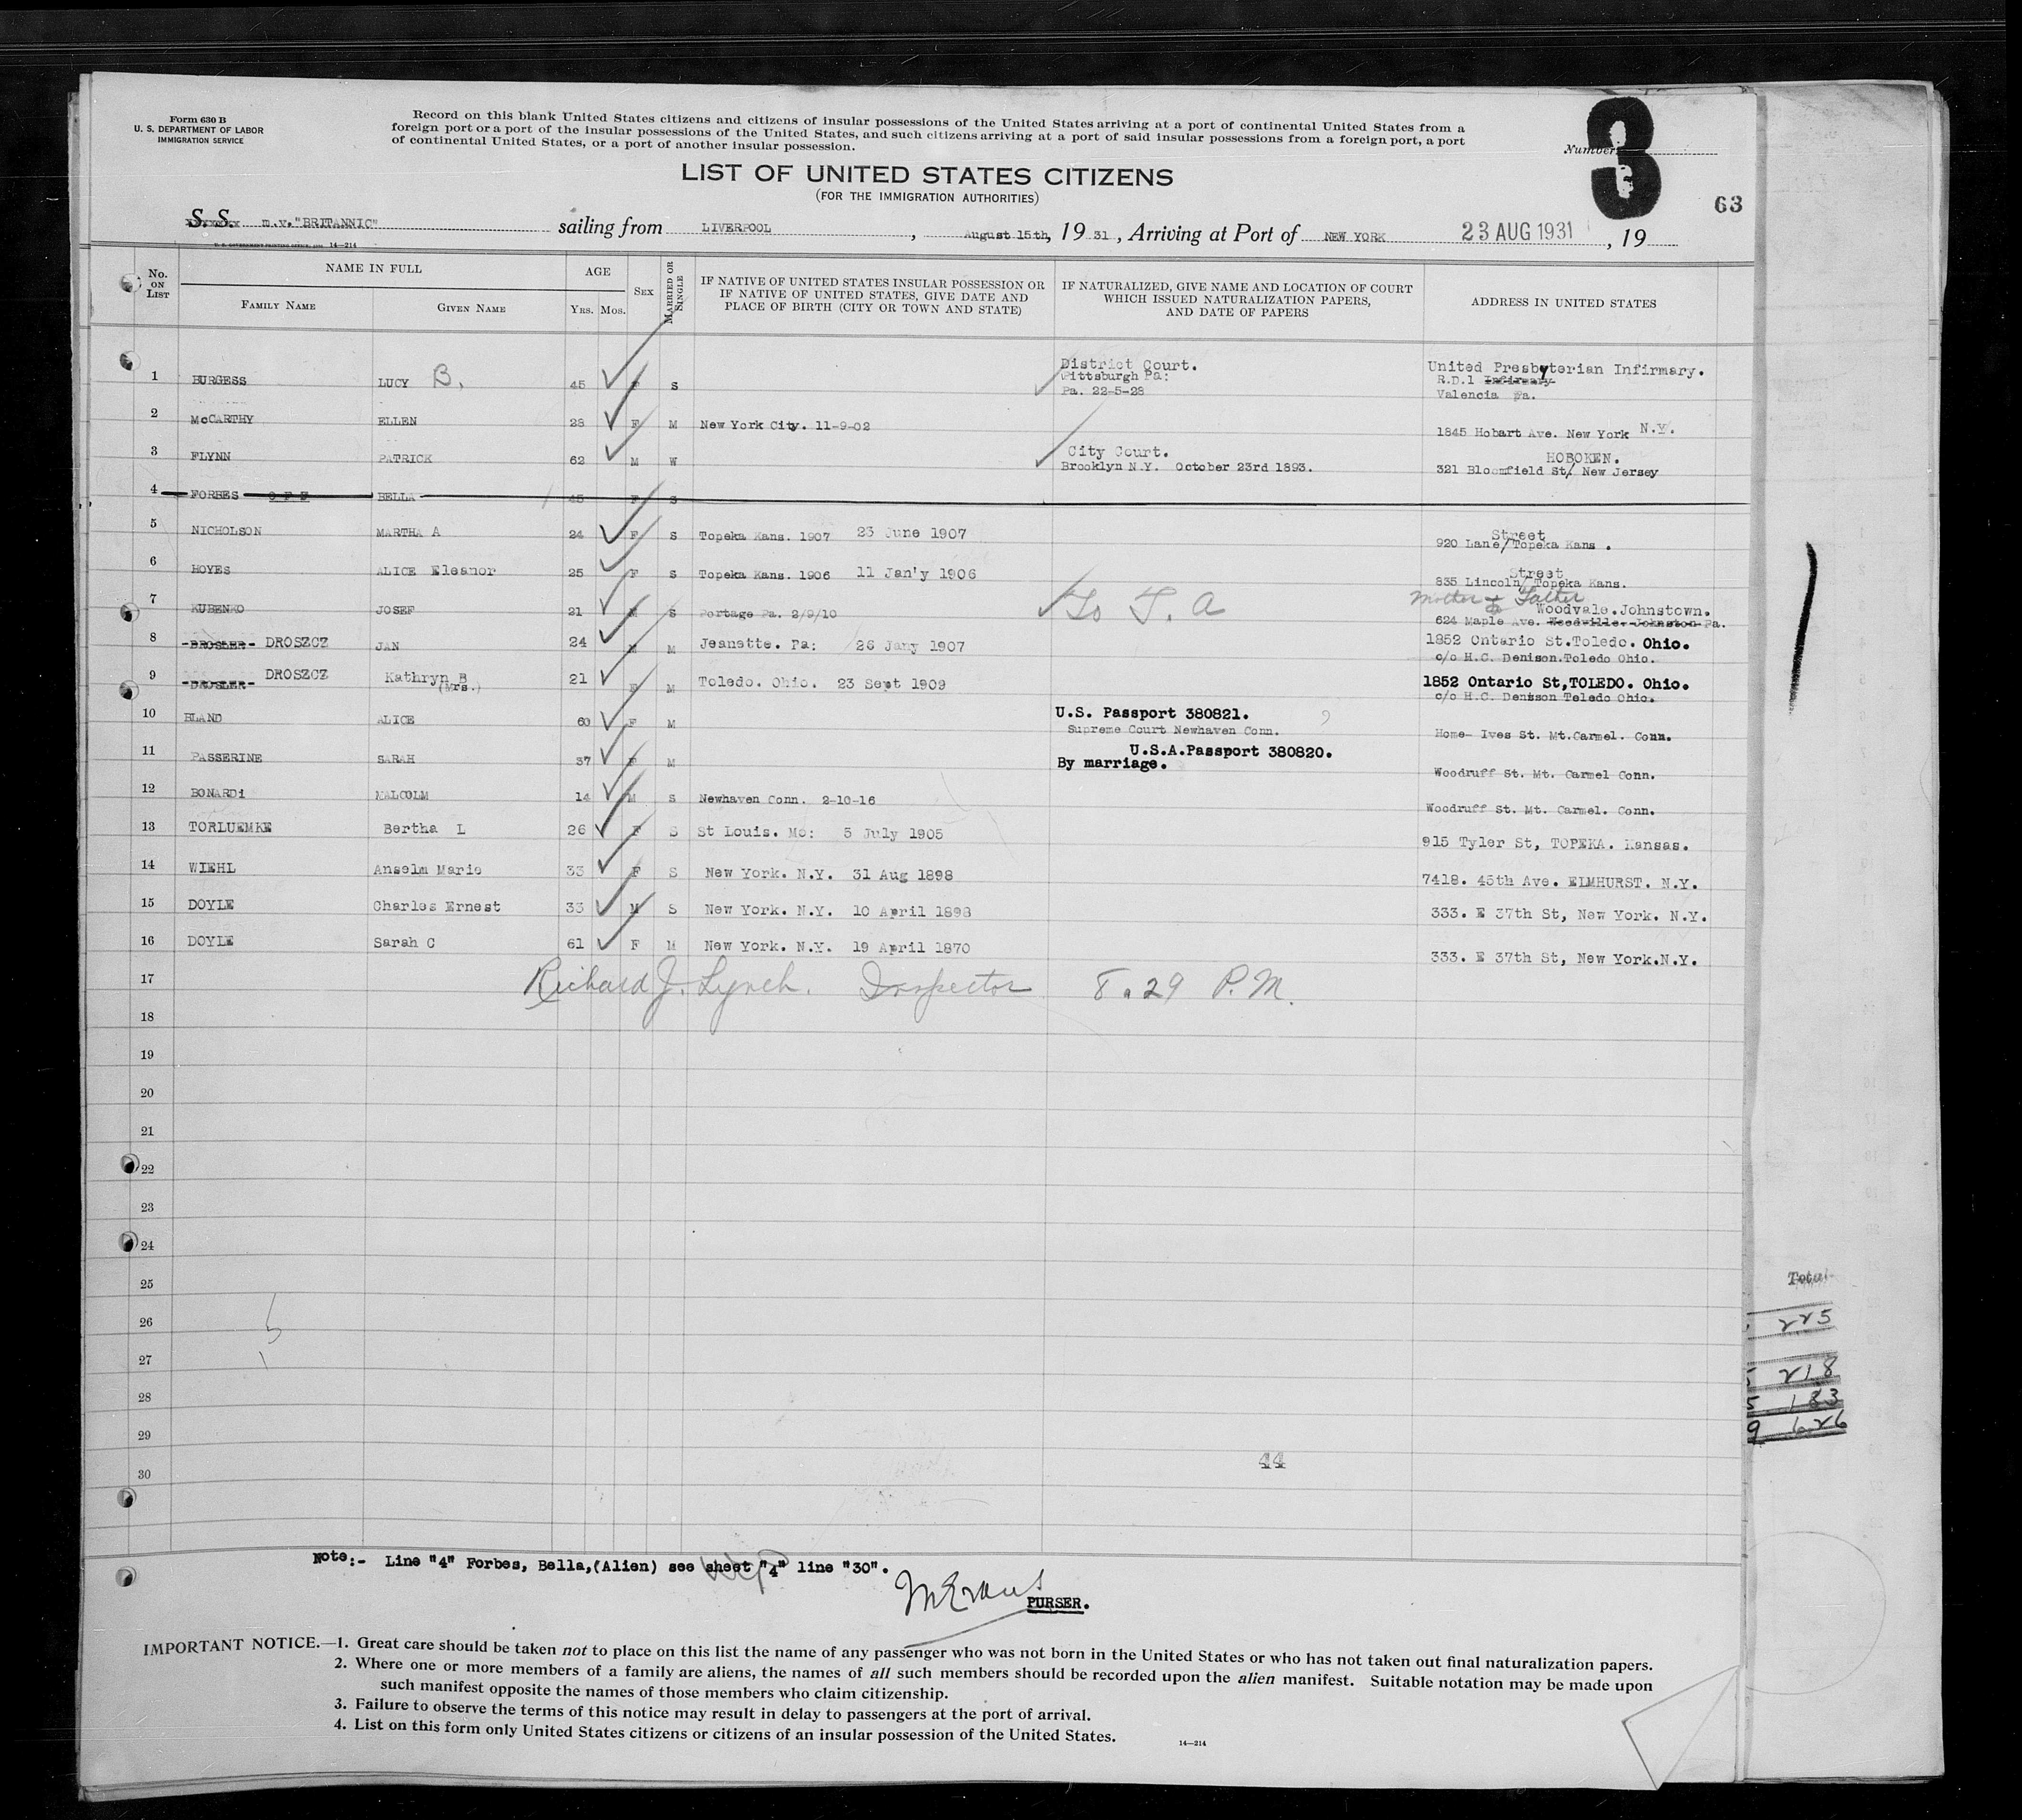 Form 630 B
U. S. DEPARTMENT OF LABOR
IMMIGRATION SERVICE
Record on this blank United States citizens and citizens of insular possessions of the United States arriving at a port of continental United States from a
foreign port or a port of the insular possessions of the United States, and such citizens arriving at a port of said insular possessions from a foreign port, a port
of continental United States, or a port of another insular possession.
Number
3
63
LIST OF UNITED STATES CITIZENS
(FOR THE IMMIGRATION AUTHORITIES)
S. S. m.v."BRITANNIC" sailing from LIVERPOOL, August 15th, 1931, Arriving at Port of NEW YORK 23 AUG 1931, 19
14—214
No. ON LIST NAME IN FULL AGE SEX MARRIED OR SINGLE IF NATIVE OF UNITED STATES INSULAR POSSESSION OR IF NATIVE OF UNITED STATES, GIVE DATE AND PLACE OF BIRTH (CITY OR TOWN AND STATE) IF NATURALIZED, GIVE NAME AND LOCATION OF COURT WHICH ISSUED NATURALIZATION PAPERS, AND DATE OF PAPERS ADDRESS IN UNITED STATES
FAMILY NAME GIVEN NAME YRS. MOS.
1 BURGESS LUCY B. 45 F S District Court. Pittsburgh Pa: Pa. 22-5-28 United Presbyterian Infirmary. R.D.1 Infirmary Valencia pa.
2 McCARTHY ELLEN 28 F M New York City. 11-9-02 1845 Hobart Ave. New York N.Y.
3 FLYNN PATRICK 62 M W City Court. Brooklyn N.Y. October 23rd 1893. HOBOKEN. 321 Bloomfield St/ New Jersey
4 FORBES BELLA 45 F S
5 NICHOLSON MARTHA A 24 F S Topeka Kans. 1907 23 June 1907 Street 920 Lane/Topeka Kans .
6 HOYES ALICE Eleanor 25 F S Topeka Kans. 1906 11 Jan'y 1906 Street 835 Lincoln/ Topeka Kans.
7 KUBENKO JOSEF 21 M S Portage Pa. 2/9/10 To T. A Mother + Father Woodvale.Johnstown. 624 Maple Ave. Woodville. Johnston Pa.
8 DROSLER DROSZCZ JAN 24 M M Jeanette. Pa: 26 Jany 1907 1852 Ontario St.Toledo. Ohio. c/o H.C. Denison.Toledo Ohio.
9 DROSLER DROSZCZ Kathryn B (Mrs.) 21 F M Toledo. Ohio. 23 Sept 1909 1852 Ontario St,TOLEDO. Ohio. c/o H.C. Denison Toledo Ohio.
10 BLAND ALICE 60 F M U.S. Passport 380821. Supreme Court Newhaven Conn. Home- Ives St. Mt.Carmel. Conn.
11 PASSERINE SARAH 37 F M U.S.A.Passport 380820. By marriage. Woodruff St. Mt. Carmel Conn.
12 BONARDi MALCOLM 14 M S Newhaven Conn. 2-10-16 Woodruff St. Mt. Carmel. Conn.
13 TORLUEMKE Bertha L 26 F S St Louis. Mo: 5 July 1905 915 Tyler St, TOPEKA. Kansas.
14 WIEHL Anselm Marie 33 F S New York. N.Y. 31 Aug 1898 7418. 45th Ave. ELMHURST. N.Y.
15 DOYLE Charles Ernest 33 M S New York. N.Y. 10 April 1898 333. E 37th St, New York. N.Y.
16 DOYLE Sarah C 61 F M New York. N.Y. 19 April 1870 333. E 37th St, New York.N.Y.
17 Richard J. Lynch. Inspector 8.29 P.M.
18
19
20
21
22
23
24
25
26
27
28
29
30
44
Total
225
218
183
626
Note:- Line "4" Forbes, Bella,(Alien) see sheet "4" line "30".
PURSER.
IMPORTANT NOTICE.—1. Great care should be taken not to place on this list the name of any passenger who was not born in the United States or who has not taken out final naturalization papers.
2. Where one or more members of a family are aliens, the names of all such members should be recorded upon the alien manifest. Suitable notation may be made upon
such manifest opposite the names of those members who claim citizenship.
3. Failure to observe the terms of this notice may result in delay to passengers at the port of arrival.
4. List on this form only United States citizens or citizens of an insular possession of the United States.
14—214